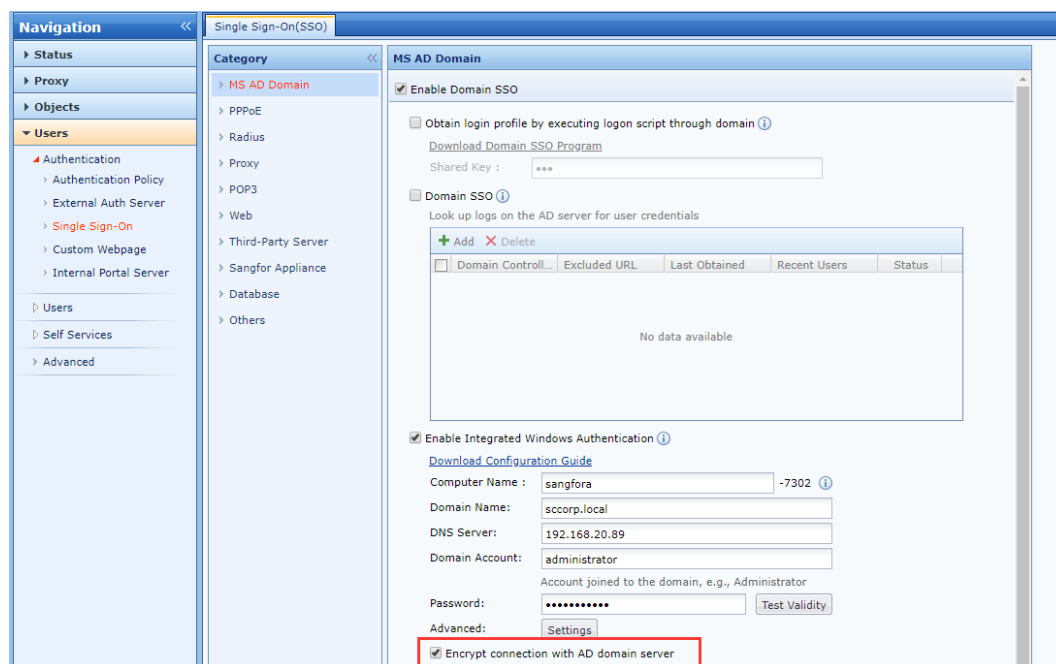 Navigation
Status
Proxy
Objects
Users
Authentication
Authentication Policy
External Auth Server
Single Sign-On
Custom Webpage
Internal Portal Server
Users
Self Services
Advanced
Single Sign-On(SSO)
Category
MS AD Domain
PPPoE
Radius
Proxy
POP3
Web
Third-Party Server
Sangfor Appliance
Database
Others
MS AD Domain
Enable Domain SSO
Obtain login profile by executing logon script through domain
Download Domain SSO Program
Shared Key :
Domain SSO
Look up logs on the AD server for user credentials
Add Delete
Domain Controll... Excluded URL Last Obtained Recent Users Status
No data available
Enable Integrated Windows Authentication
Download Configuration Guide
Computer Name : sangfora -7302
Domain Name: sccorp.local
DNS Server: 192.168.20.89
Domain Account: administrator
Account joined to the domain, e.g., Administrator
Password: Test Validity
Advanced: Settings
Encrypt connection with AD domain server